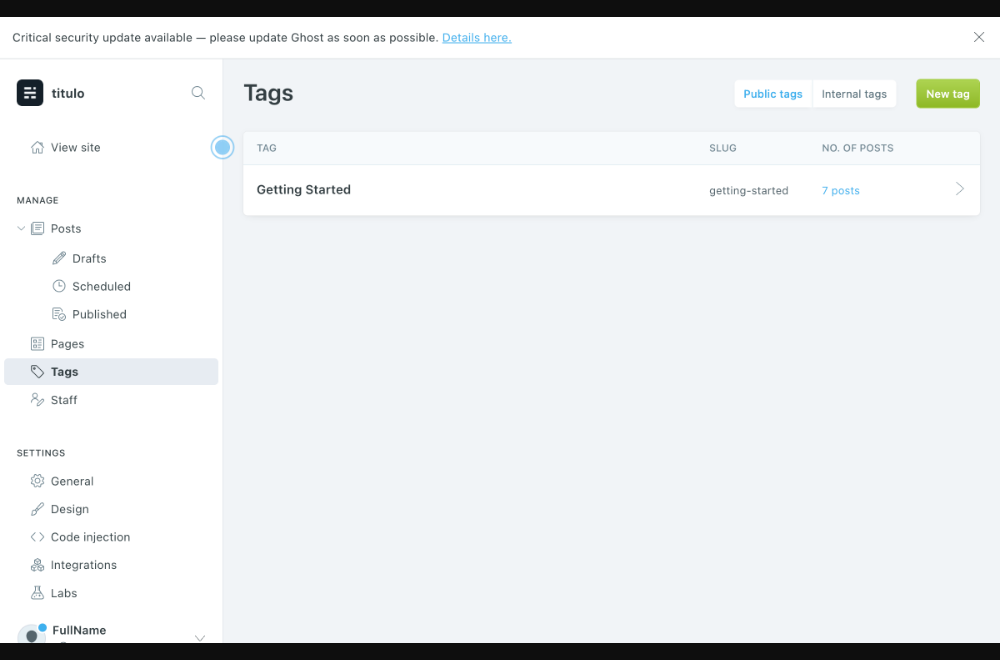 Critical security update available — please update Ghost as soon as possible. Details here.
titulo
View site
MANAGE
Posts
Drafts
Scheduled
Published
Pages
Tags
Staff
SETTINGS
General
Design
Code injection
Integrations
Labs
FullName
Tags
Public tags
Internal tags
New tag
TAG SLUG NO. OF POSTS
Getting Started getting-started 7 posts